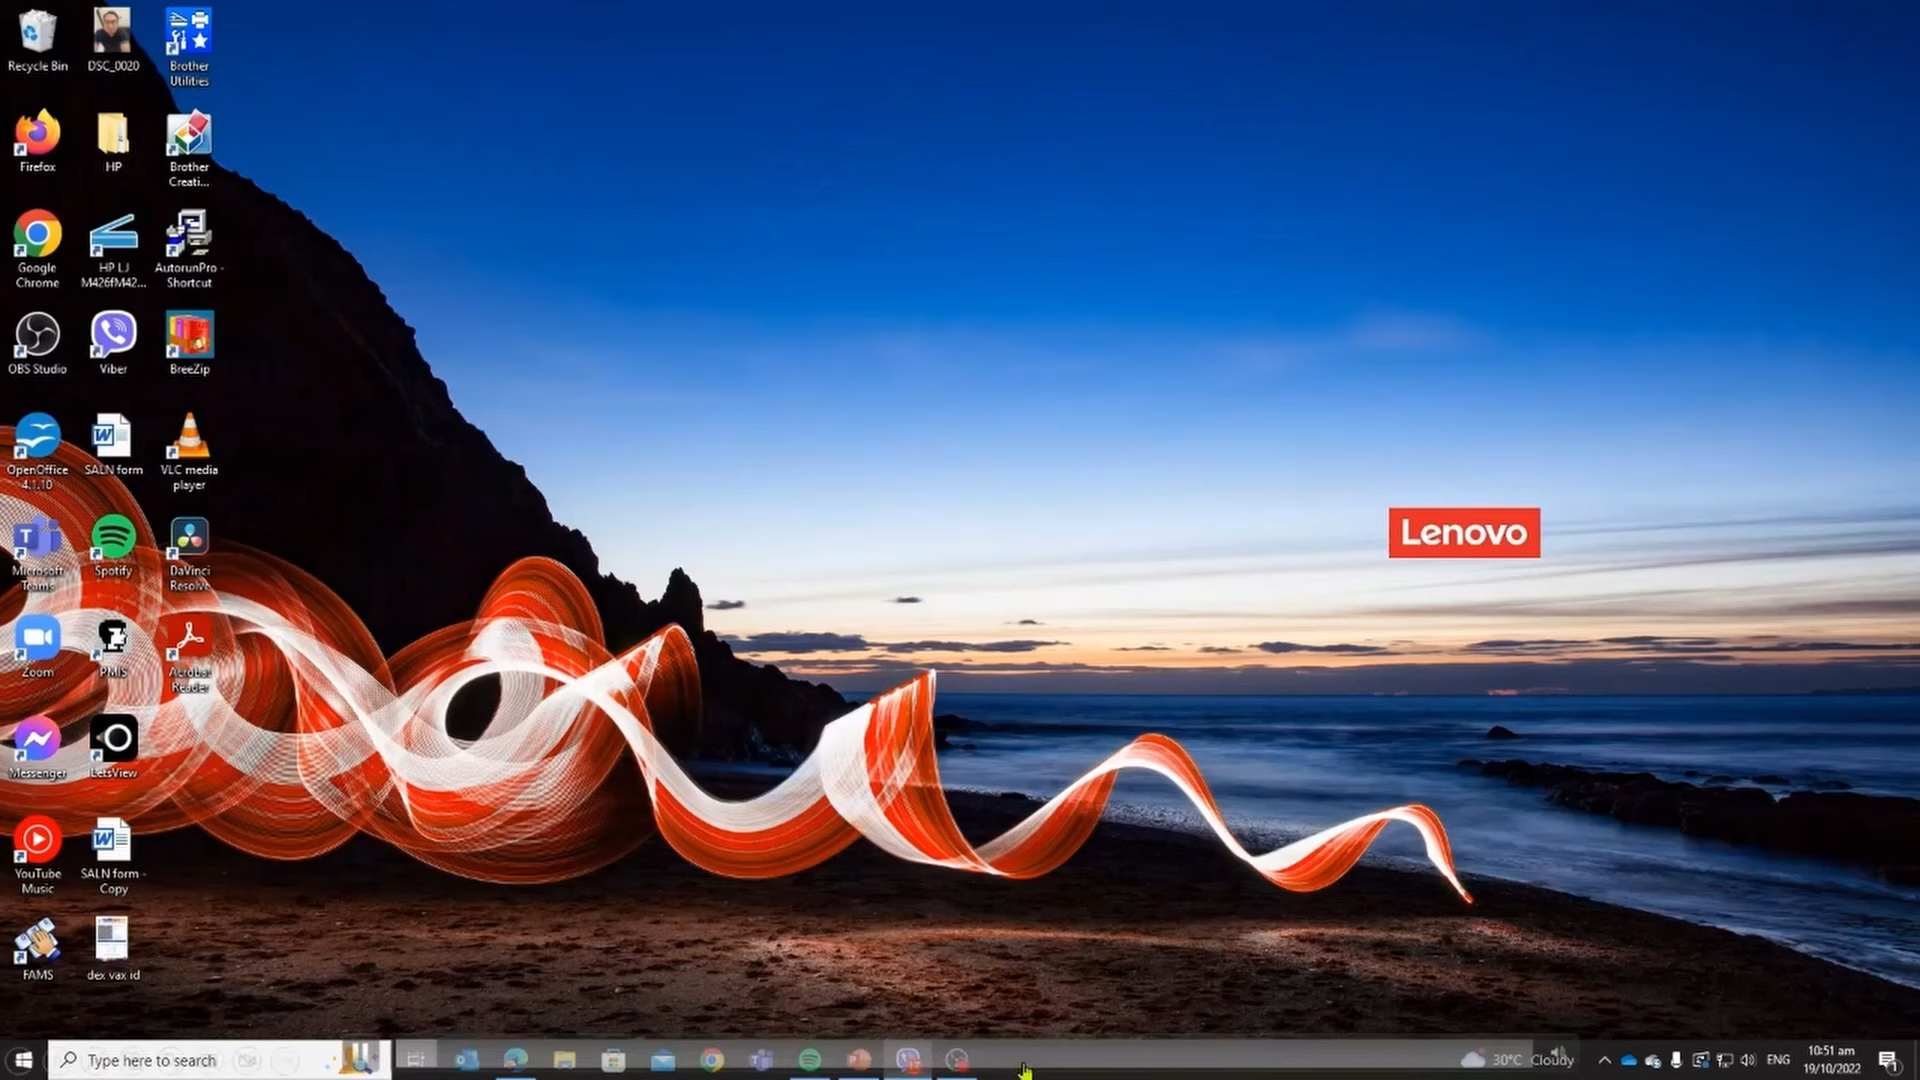 Recycle Bin
DSC_0020
Brother
Utilities
Firefox
HP
Brother
Creati...
Google
Chrome
HP LJ
M426fM42...
AutorunPro -
Shortcut
OBS Studio
Viber
BreeZip
OpenOffice
4.1.10
SALN form
VLC media
player
Microsoft
Teams
Spotify
DaVinci
Resolve
Zoom
PMIS
Acrobat
Reader
Messenger
LetsView
YouTube
Music
SALN form -
Copy
FAMS
dex vax id
Lenovo
Type here to search
30°C Cloudy
ENG
10:51 am
19/10/2022